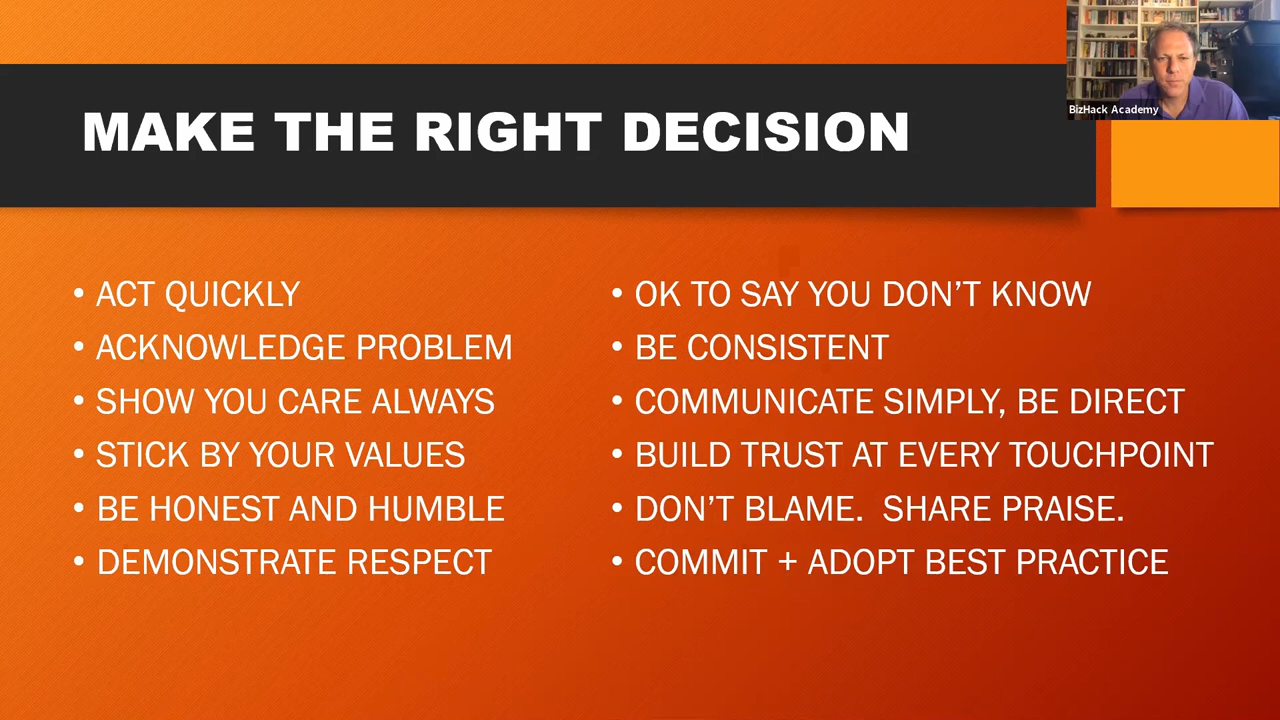 BizHack Academy
MAKE THE RIGHT DECISION
• ACT QUICKLY
• ACKNOWLEDGE PROBLEM
• SHOW YOU CARE ALWAYS
• STICK BY YOUR VALUES
• BE HONEST AND HUMBLE
• DEMONSTRATE RESPECT
• OK TO SAY YOU DON’T KNOW
• BE CONSISTENT
• COMMUNICATE SIMPLY, BE DIRECT
• BUILD TRUST AT EVERY TOUCHPOINT
• DON’T BLAME.  SHARE PRAISE.
• COMMIT + ADOPT BEST PRACTICE